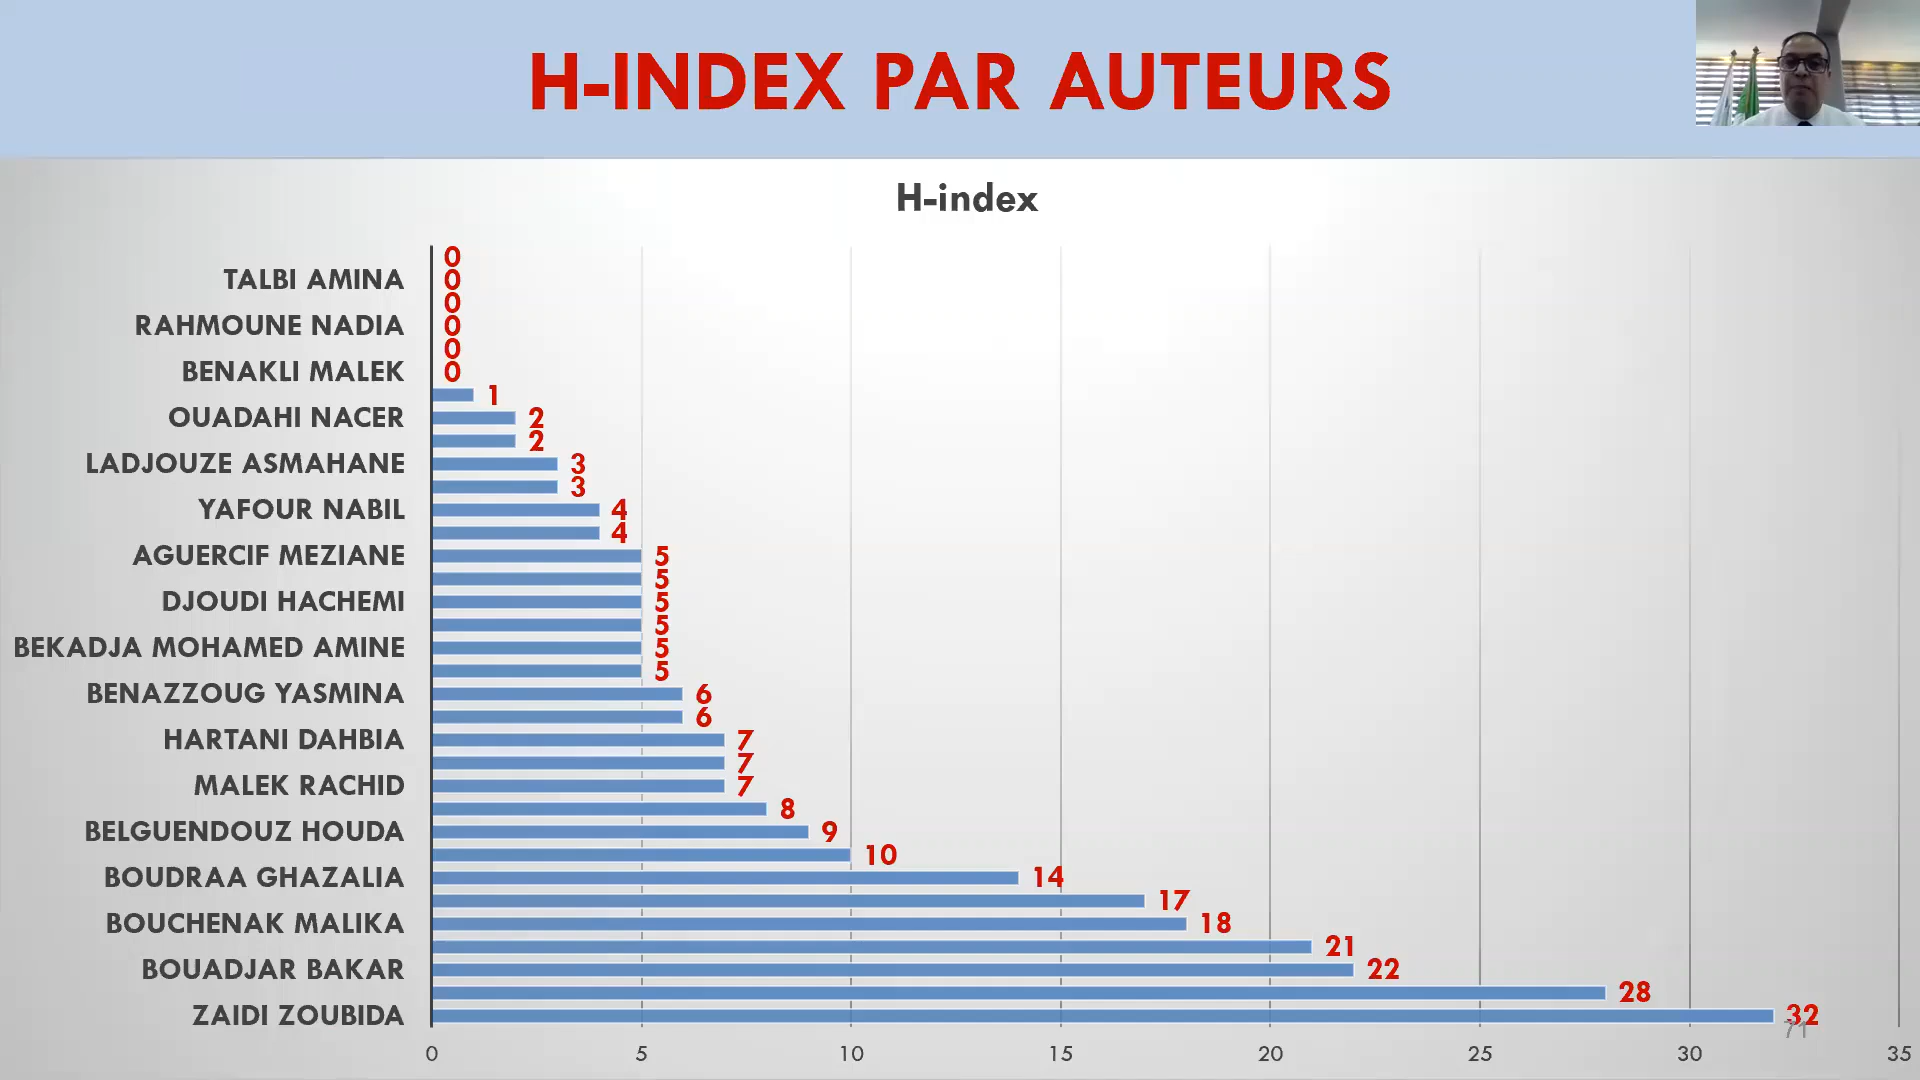 H-INDEX PAR AUTEURS
H-index
0
TALBI AMINA 0
0
RAHMOUNE NADIA 0
0
BENAKLI MALEK 0
1
OUADAHI NACER 2
2
LADJOUZE ASMAHANE 3
3
YAFOUR NABIL 4
4
AGUERCIF MEZIANE 5
5
DJOUDI HACHEMI 5
5
BEKADJA MOHAMED AMINE 5
5
BENAZZOUG YASMINA 6
6
HARTANI DAHBIA 7
7
MALEK RACHID 7
8
BELGUENDOUZ HOUDA 9
10
BOUDRAA GHAZALIA 14
17
BOUCHENAK MALIKA 18
21
BOUADJAR BAKAR 22
28
ZAIDI ZOUBIDA 32
71
0 5 10 15 20 25 30 35